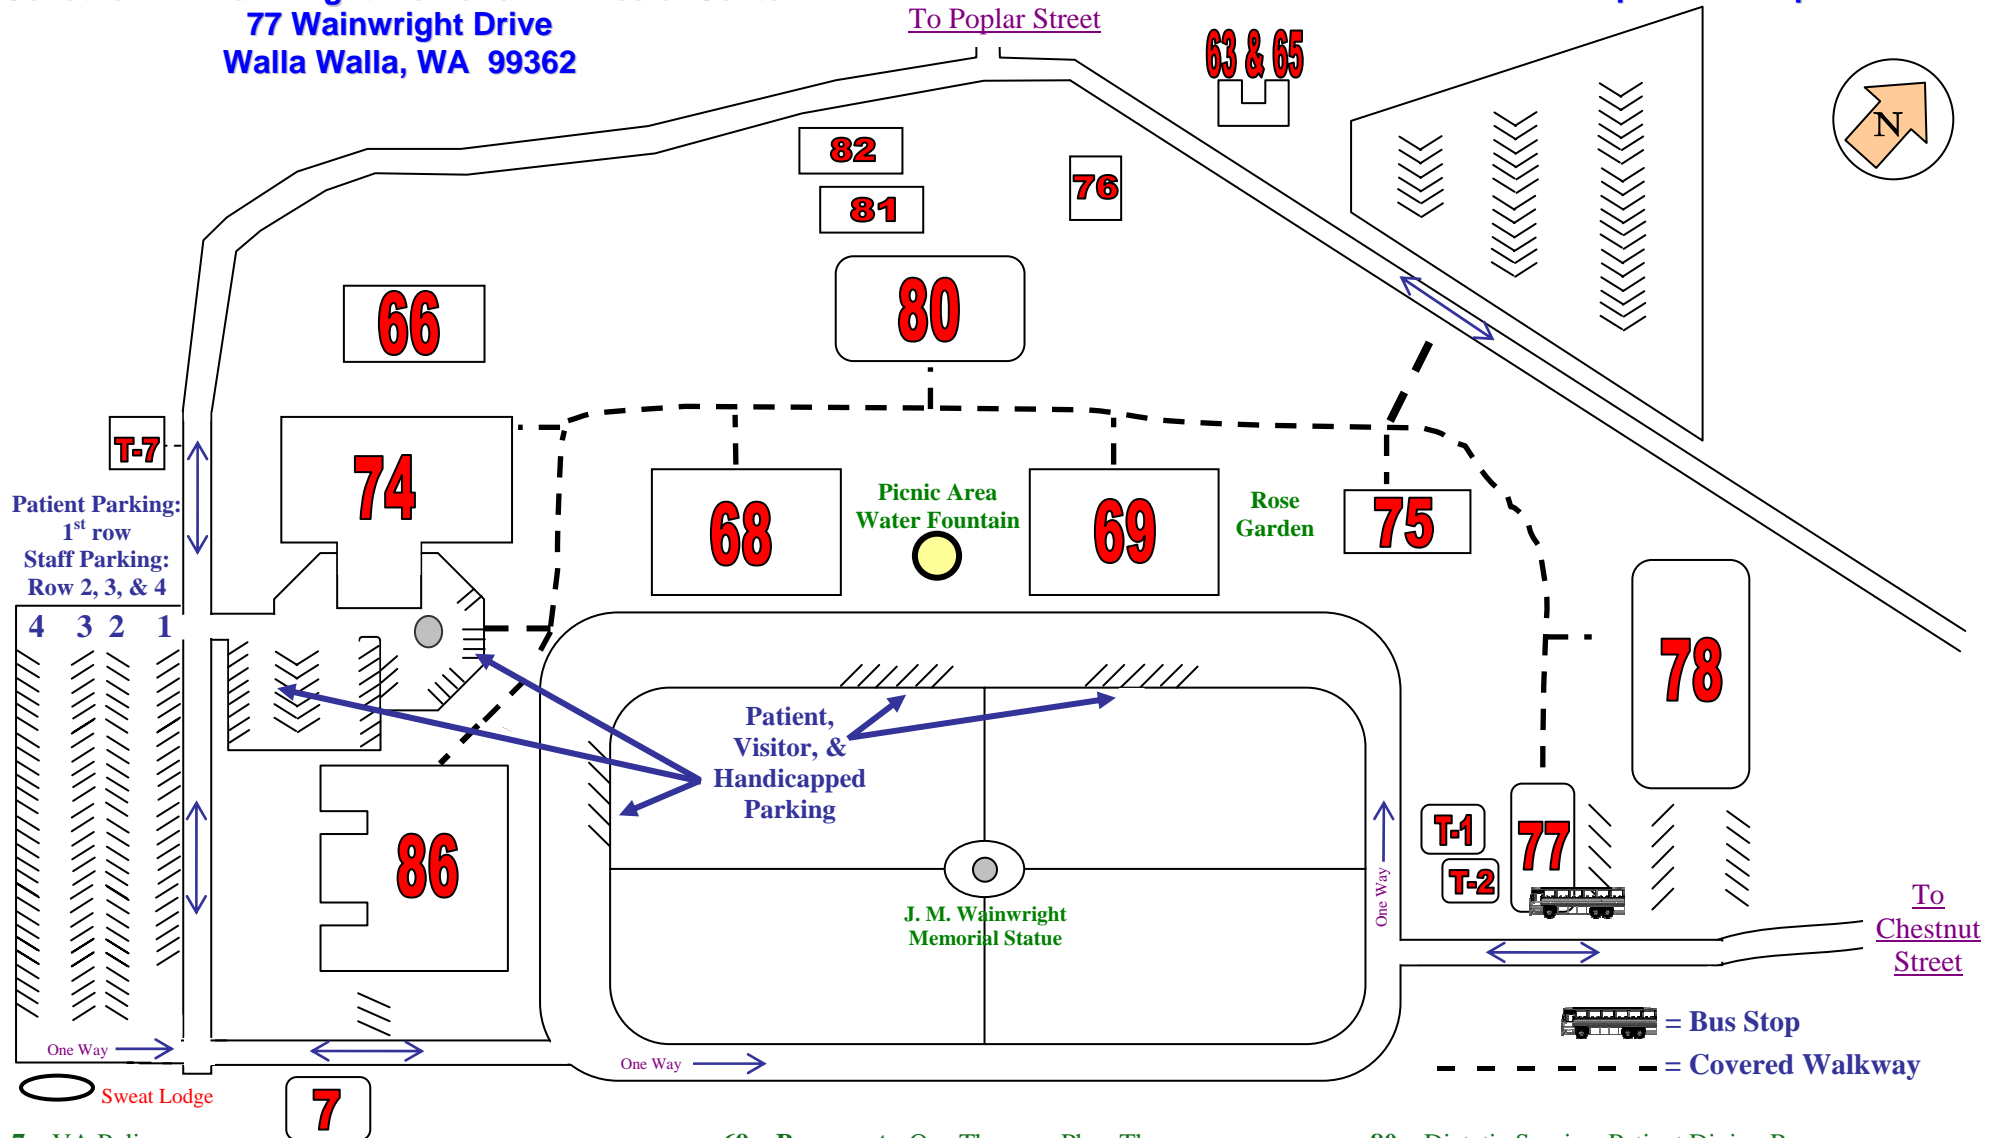 77 Wainwright Drive
Walla Walla, WA 99362
To Poplar Street
63 & 65
N
82
81
76
80
66
T-7
74
68
Picnic Area
Water Fountain
69
Rose
Garden
75
Patient Parking:
1st row
Staff Parking:
Row 2, 3, & 4
4 3 2 1
78
Patient,
Visitor, &
Handicapped
Parking
86
T-1
77
T-2
One Way
J. M. Wainwright
Memorial Statue
To
Chestnut
Street
= Bus Stop
= Covered Walkway
One Way
One Way
Sweat Lodge
7